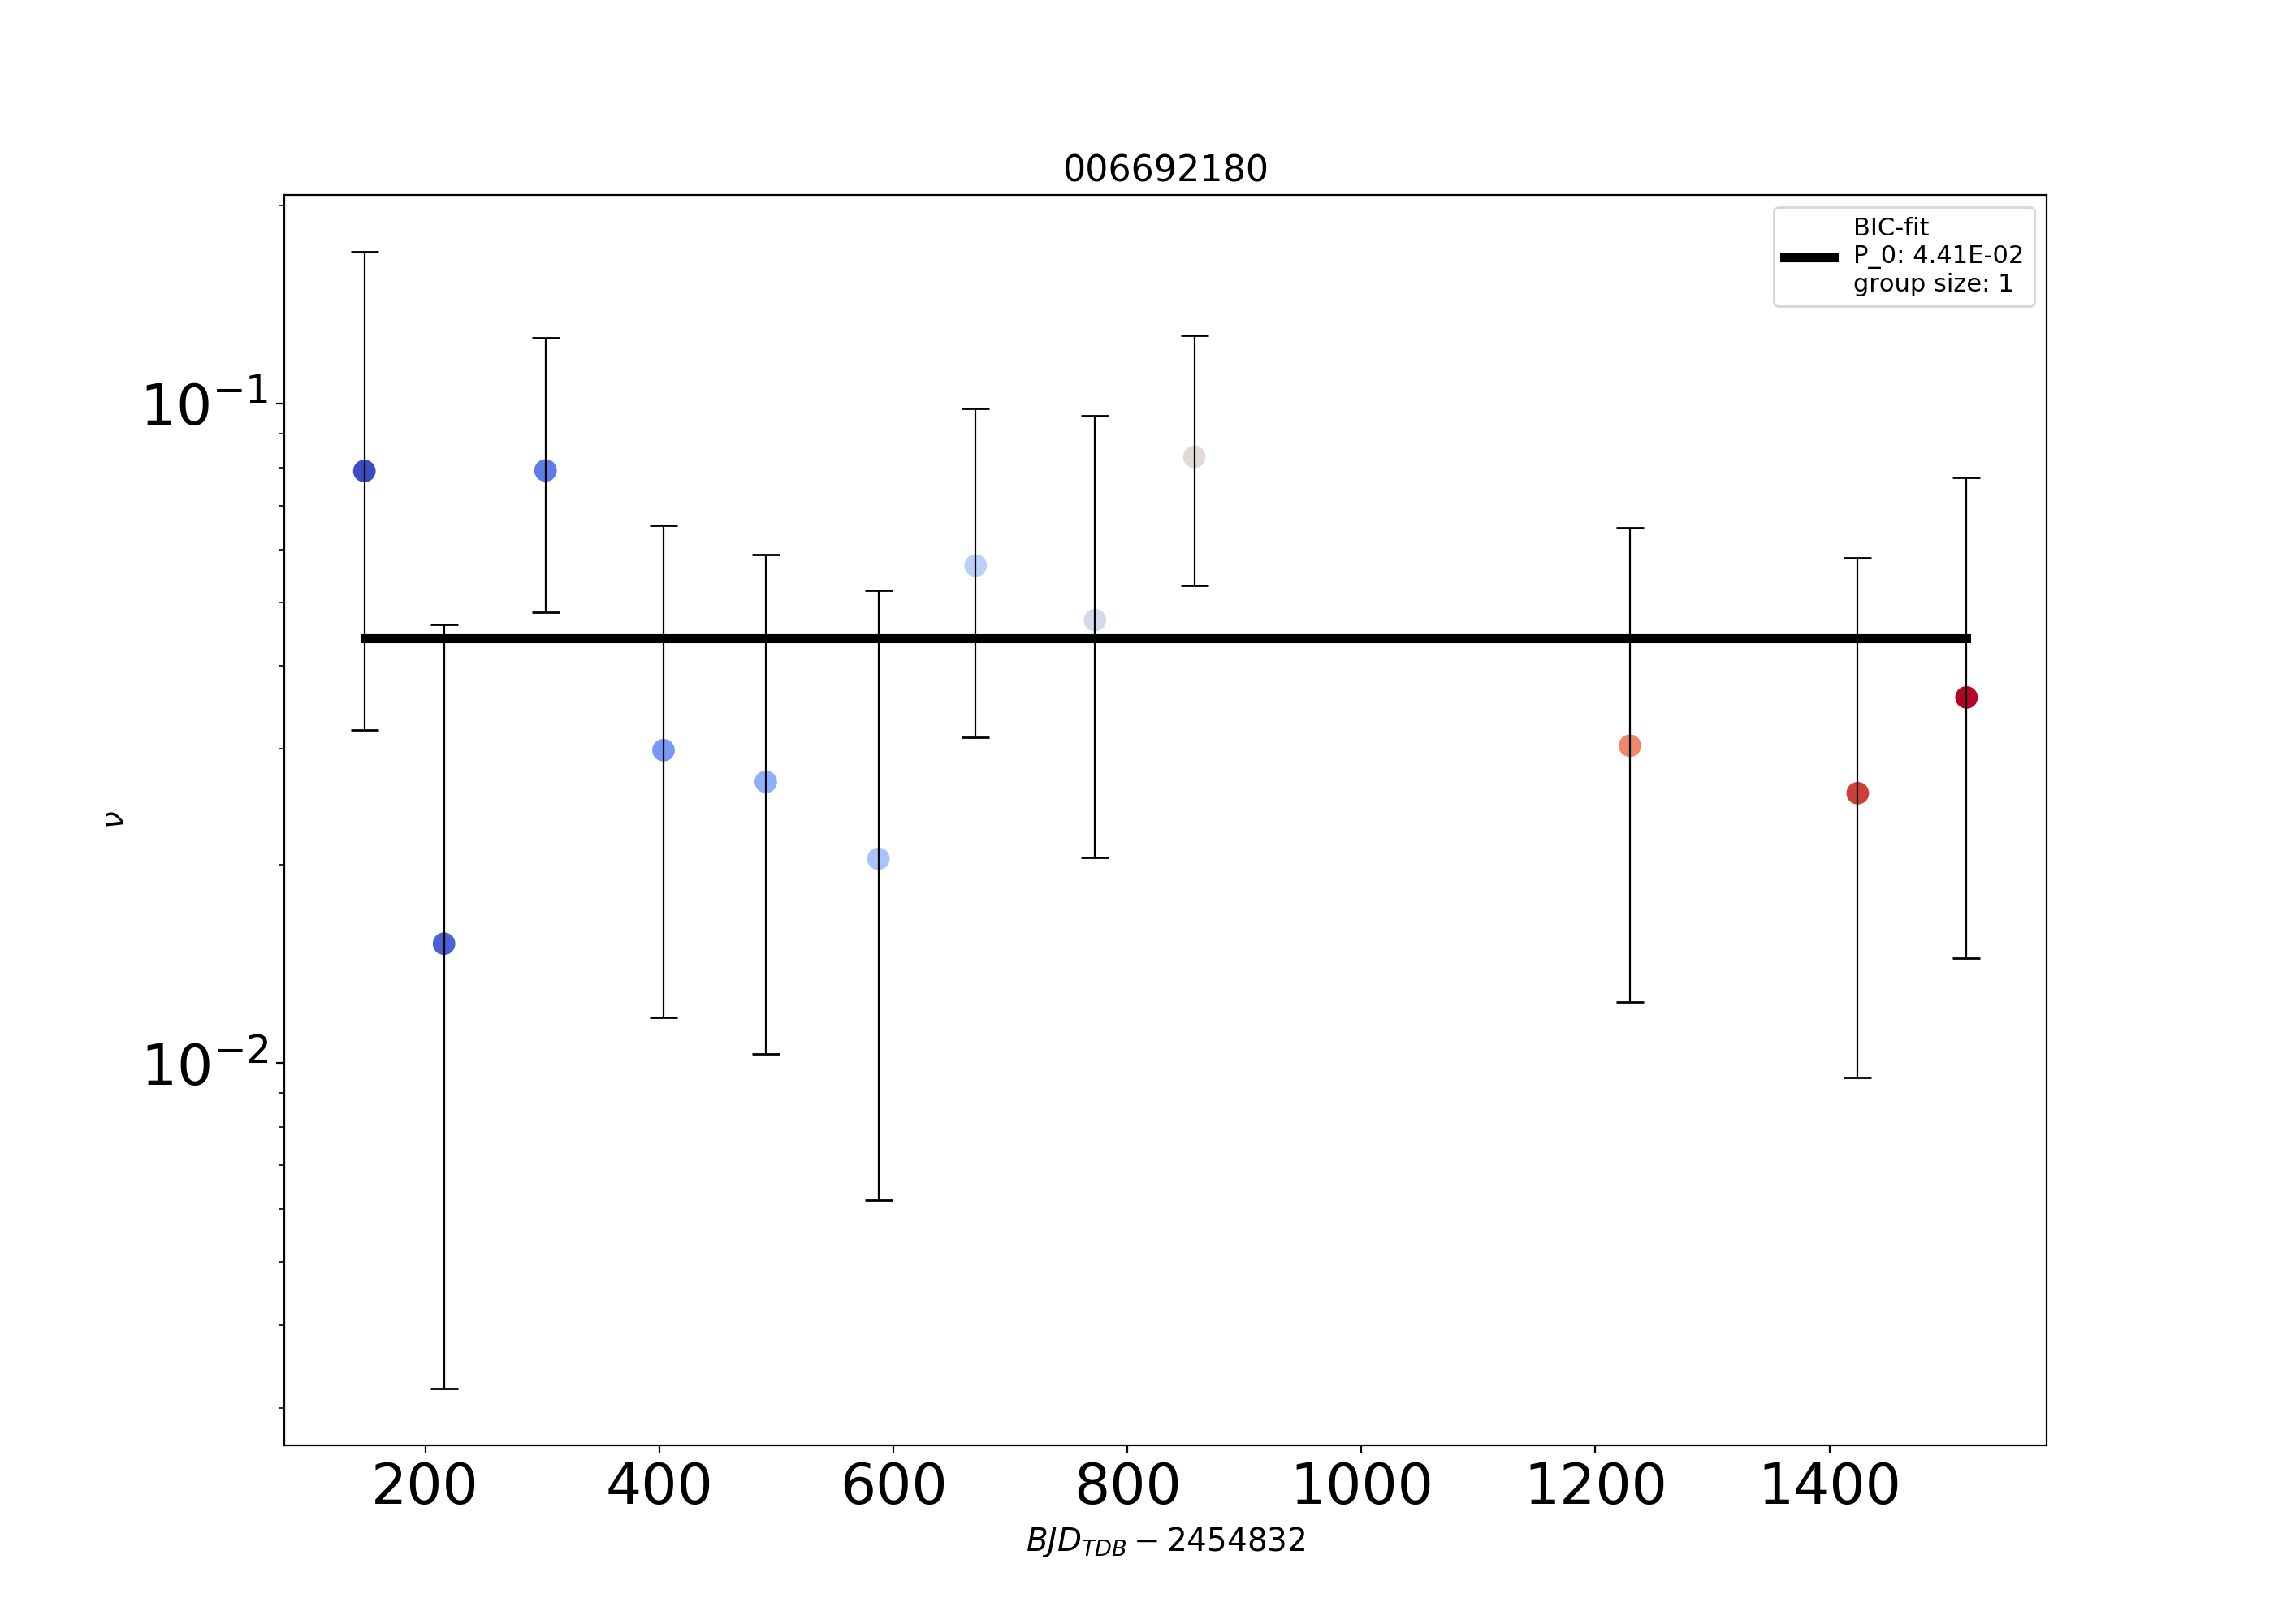 006692180
BIC-fit
P_0: 4.41E-02
group size: 1
10⁻¹
10⁻²
ν
200 400 600 800 1000 1200 1400
BJD_TDB − 2454832